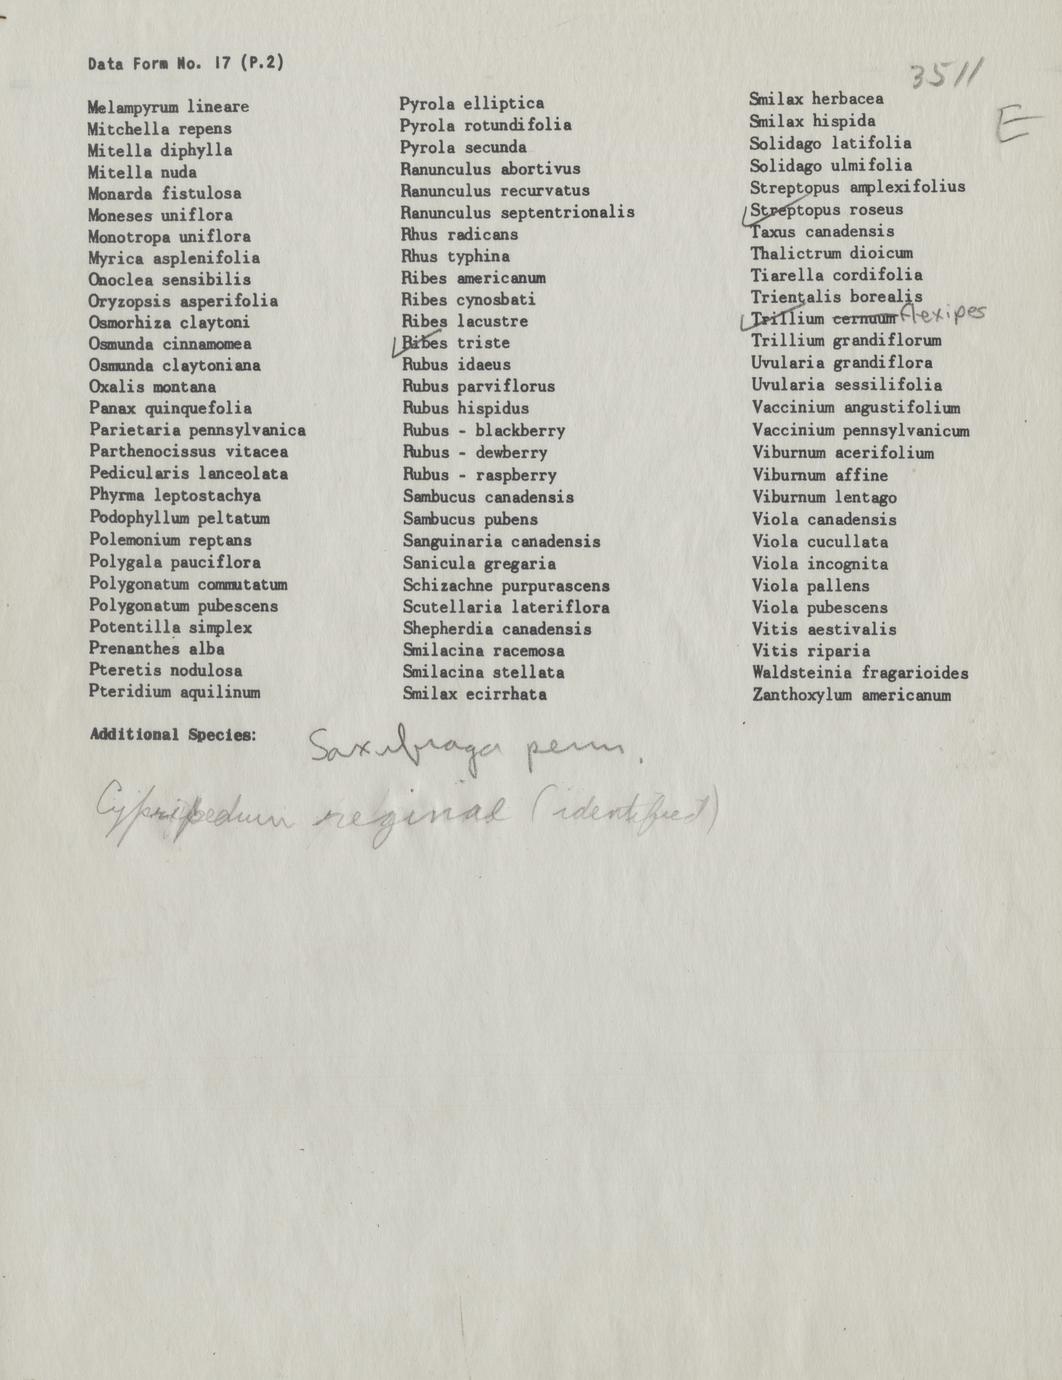 Data Form No. 17 (P.2)
3511
E
Melampyrum lineare
Mitchella repens
Mitella diphylla
Mitella nuda
Monarda fistulosa
Moneses uniflora
Monotropa uniflora
Myrica asplenifolia
Onoclea sensibilis
Oryzopsis asperifolia
Osmorhiza claytoni
Osmunda cinnamomea
Osmunda claytoniana
Oxalis montana
Panax quinquefolia
Parietaria pennsylvanica
Parthenocissus vitacea
Pedicularis lanceolata
Phyrma leptostachya
Podophyllum peltatum
Polemonium reptans
Polygala pauciflora
Polygonatum commutatum
Polygonatum pubescens
Potentilla simplex
Prenanthes alba
Pteretis nodulosa
Pteridium aquilinum
Pyrola elliptica
Pyrola rotundifolia
Pyrola secunda
Ranunculus abortivus
Ranunculus recurvatus
Ranunculus septentrionalis
Rhus radicans
Rhus typhina
Ribes americanum
Ribes cynosbati
Ribes lacustre
Ribes triste
Rubus idaeus
Rubus parviflorus
Rubus hispidus
Rubus - blackberry
Rubus - dewberry
Rubus - raspberry
Sambucus canadensis
Sambucus pubens
Sanguinaria canadensis
Sanicula gregaria
Schizachne purpurascens
Scutellaria lateriflora
Shepherdia canadensis
Smilacina racemosa
Smilacina stellata
Smilax ecirrhata
Smilax herbacea
Smilax hispida
Solidago latifolia
Solidago ulmifolia
Streptopus amplexifolius
Streptopus roseus
Taxus canadensis
Thalictrum dioicum
Tiarella cordifolia
Trientalis borealis
Trillium cernuum flexipes
Trillium grandiflorum
Uvularia grandiflora
Uvularia sessilifolia
Vaccinium angustifolium
Vaccinium pennsylvanicum
Viburnum acerifolium
Viburnum affine
Viburnum lentago
Viola canadensis
Viola cucullata
Viola incognita
Viola pallens
Viola pubescens
Vitis aestivalis
Vitis riparia
Waldsteinia fragarioides
Zanthoxylum americanum
Additional Species: Saxifraga penn.
Cypripedium reginae (identified)